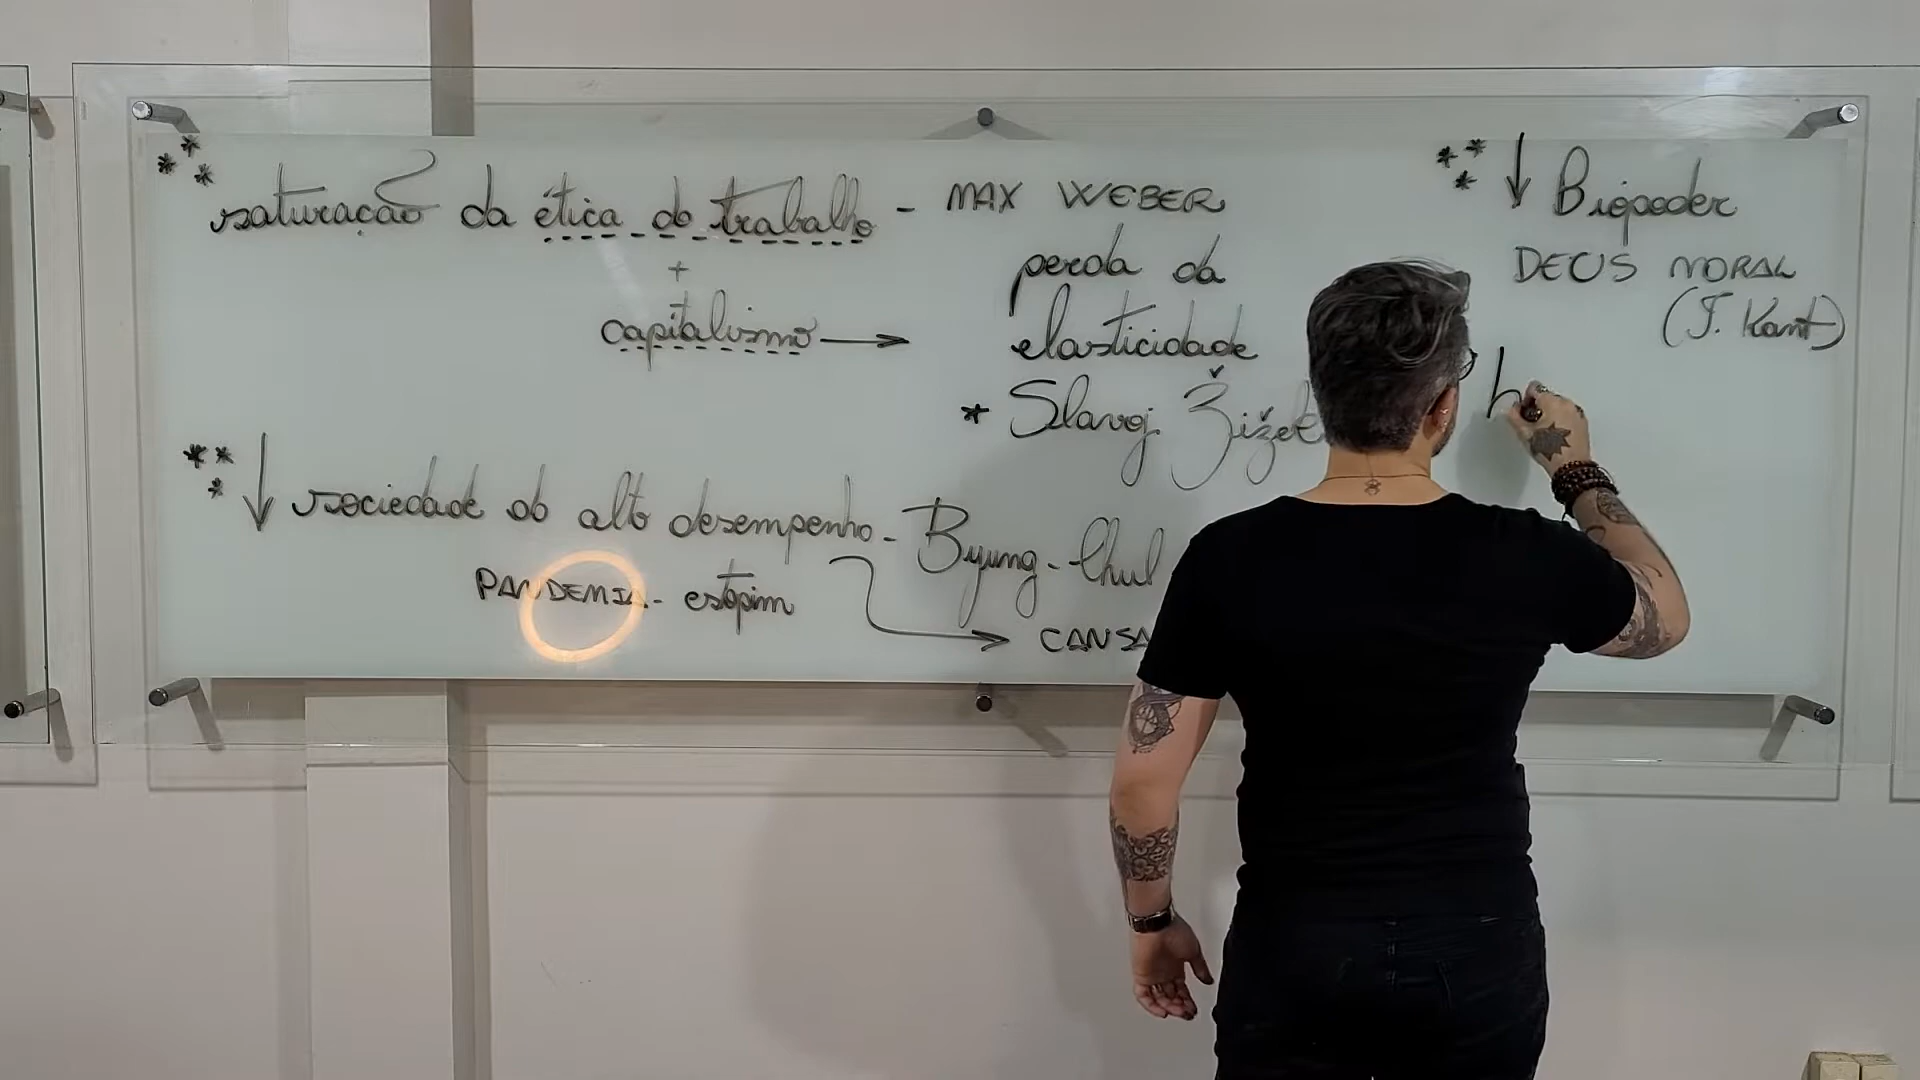 saturação da ética do trabalho - MAX WEBER
+
capitalismo → perda da
elasticidade
* Slavoj Žižek
** * ↓ sociedade do alto desempenho - Byung-Chul
PANDEMIA - estopim
→ CANSA
** * ↓ Biopoder
DEUS MORAL
(I. Kant)
h